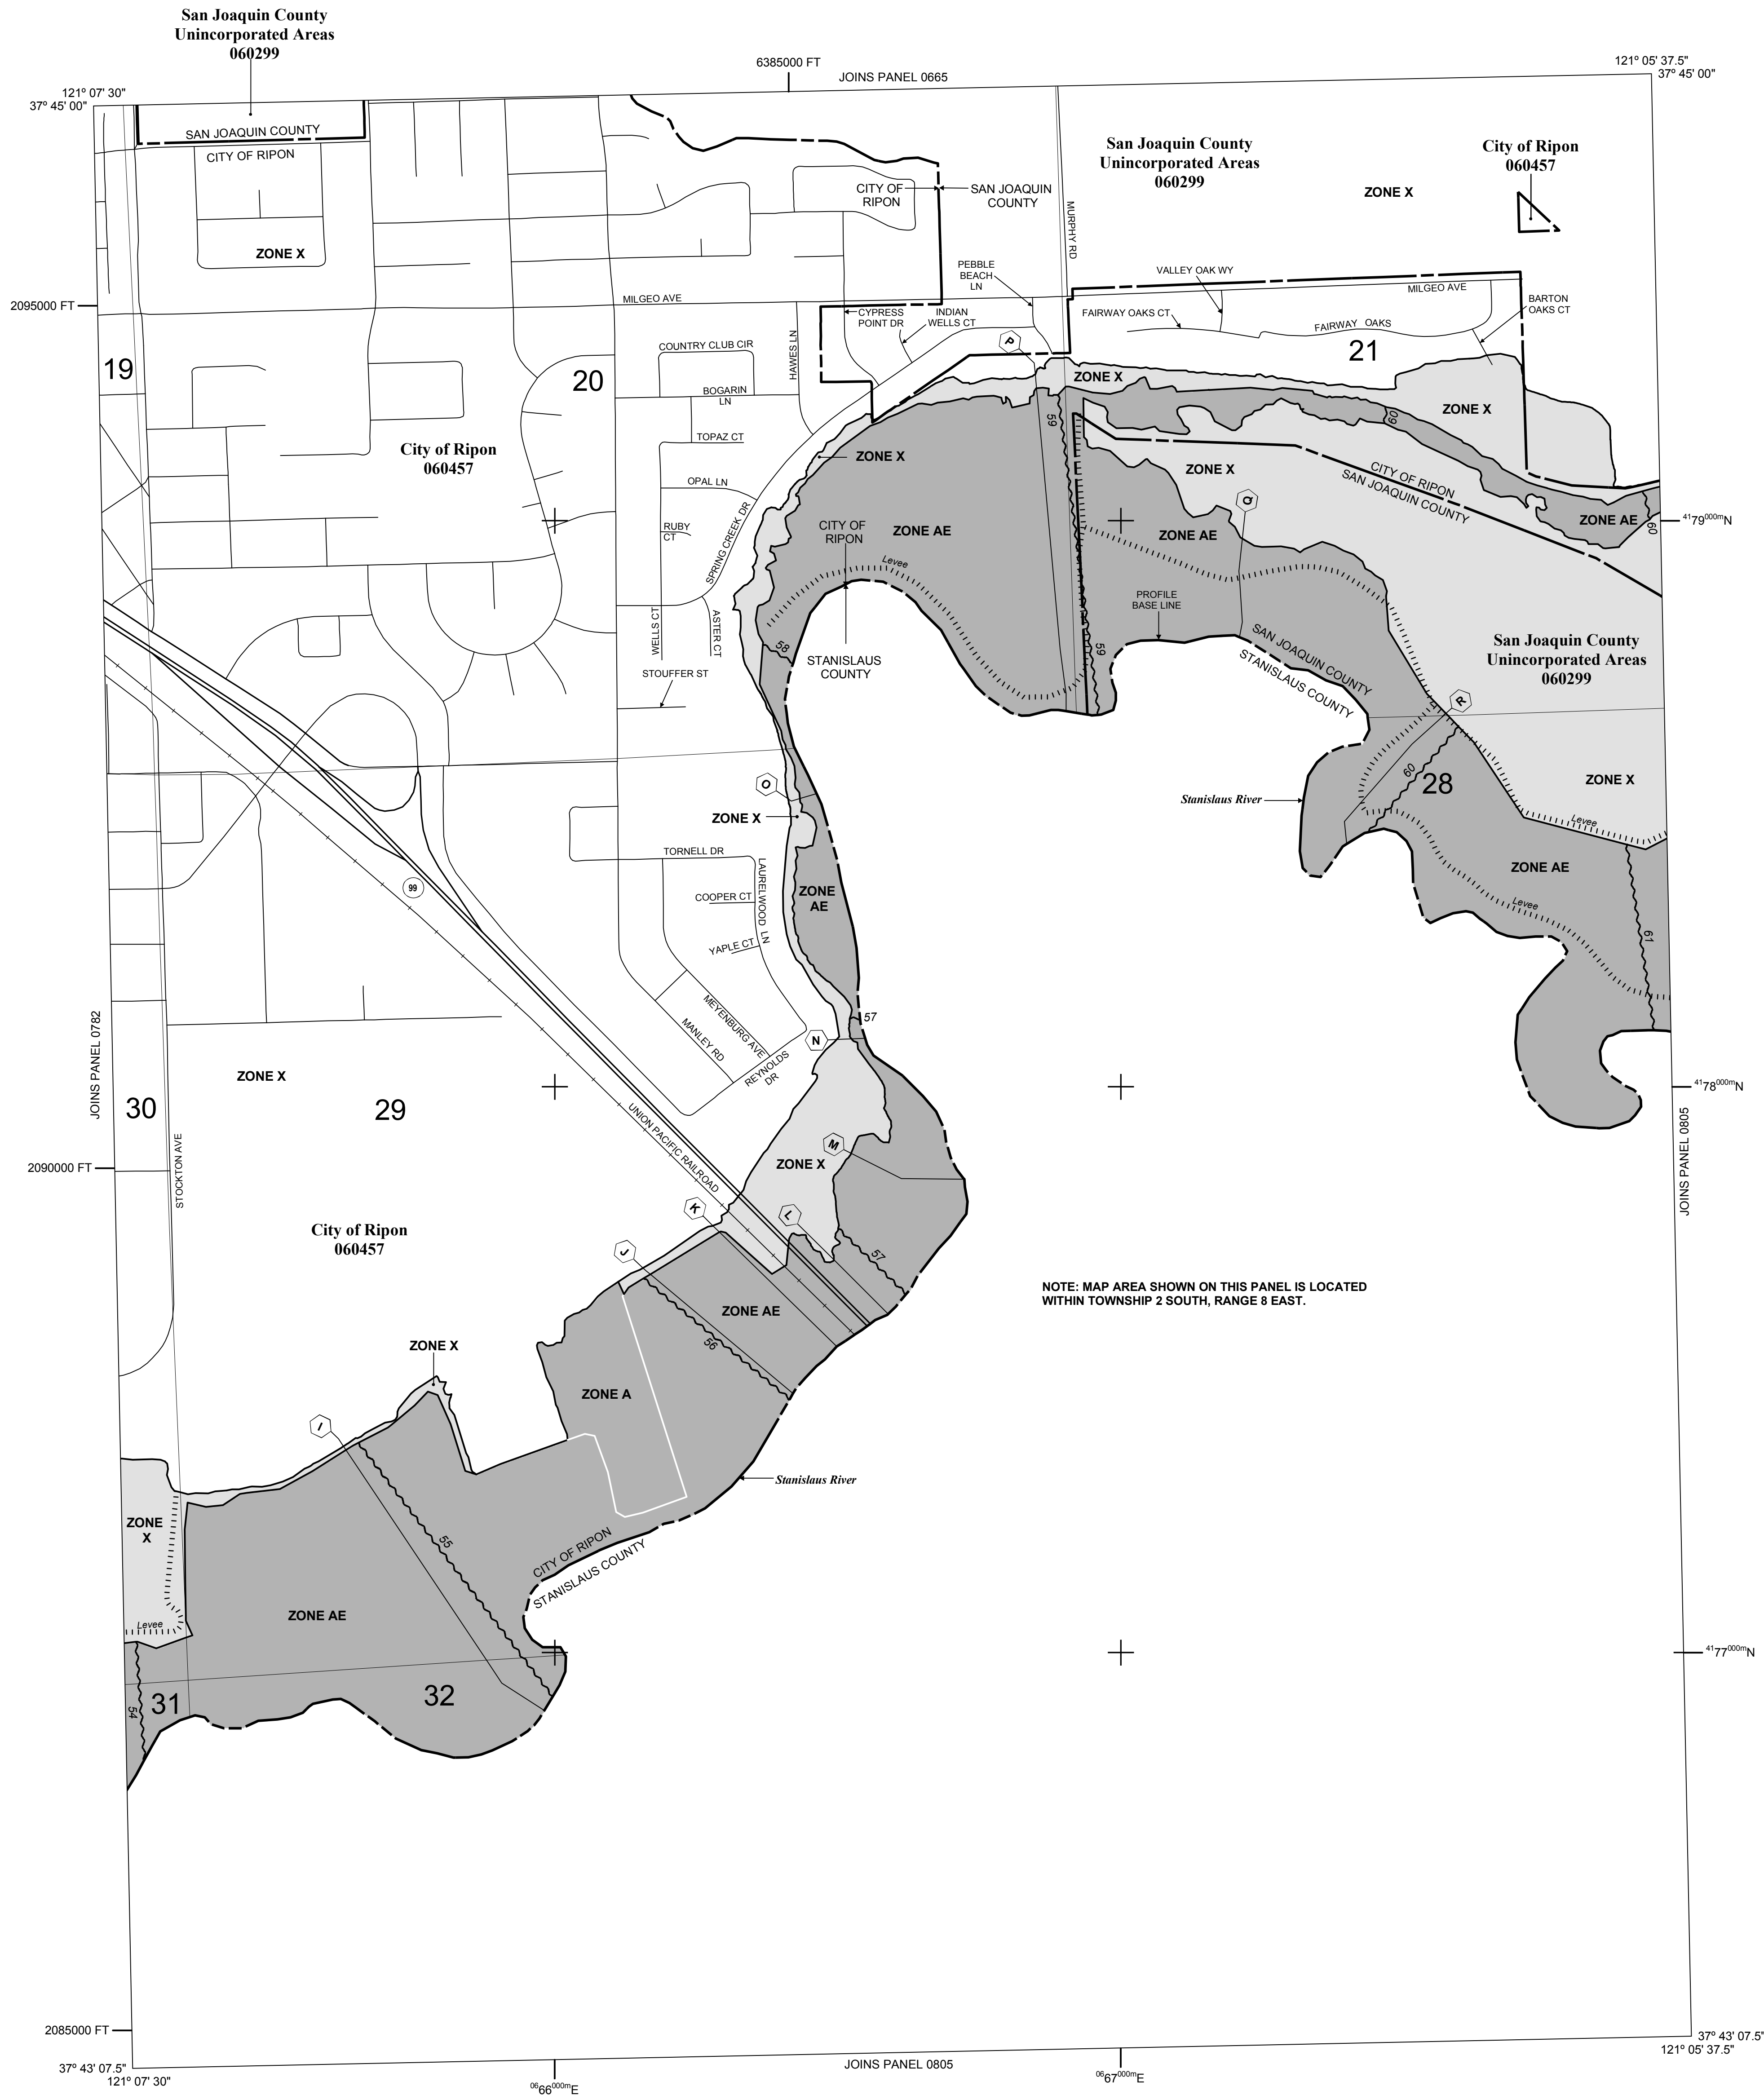 San Joaquin County
Unincorporated Areas
060299
121° 07' 30"
37° 45' 00"
6385000 FT
JOINS PANEL 0665
121° 05' 37.5"
37° 45' 00"
SAN JOAQUIN COUNTY
CITY OF RIPON
ZONE X
CITY OF
RIPON
SAN JOAQUIN
COUNTY
San Joaquin County
Unincorporated Areas
060299
ZONE X
City of Ripon
060457
MURPHY RD
2095000 FT
MILGEO AVE
PEBBLE
BEACH
LN
VALLEY OAK WY
MILGEO AVE
CYPRESS
POINT DR
INDIAN
WELLS CT
FAIRWAY OAKS CT
FAIRWAY OAKS
BARTON
OAKS CT
19
20
21
COUNTRY CLUB CIR
HAWES LN
BOGARIN
LN
P
ZONE X
ZONE X
59
60
City of Ripon
060457
TOPAZ CT
ZONE X
ZONE X
CITY OF RIPON
SAN JOAQUIN COUNTY
OPAL LN
Q
RUBY
CT
SPRING CREEK DR
CITY OF
RIPON
ZONE AE
ZONE AE
ZONE AE
60
4179000mN
Levee
PROFILE
BASE LINE
WELLS CT
ASTER CT
58
59
SAN JOAQUIN COUNTY
STANISLAUS COUNTY
San Joaquin County
Unincorporated Areas
060299
STOUFFER ST
STANISLAUS
COUNTY
R
O
ZONE X
Stanislaus River
60
28
ZONE X
Levee
TORNELL DR
LAURELWOOD LN
COOPER CT
YAPLE CT
ZONE
AE
ZONE AE
Levee
61
99
MEYENBURG AVE
MANLEY RD
REYNOLDS
DR
57
N
JOINS PANEL 0782
ZONE X
30
29
4178000mN
JOINS PANEL 0805
UNION PACIFIC RAILROAD
STOCKTON AVE
2090000 FT
M
ZONE X
K
L
City of Ripon
060457
J
57
NOTE: MAP AREA SHOWN ON THIS PANEL IS LOCATED
WITHIN TOWNSHIP 2 SOUTH, RANGE 8 EAST.
ZONE AE
56
ZONE X
ZONE A
I
Stanislaus River
ZONE
X
55
CITY OF RIPON
STANISLAUS COUNTY
ZONE AE
Levee
4177000mN
31
32
54
2085000 FT
37° 43' 07.5"
121° 07' 30"
0666000mE
JOINS PANEL 0805
0667000mE
37° 43' 07.5"
121° 05' 37.5"